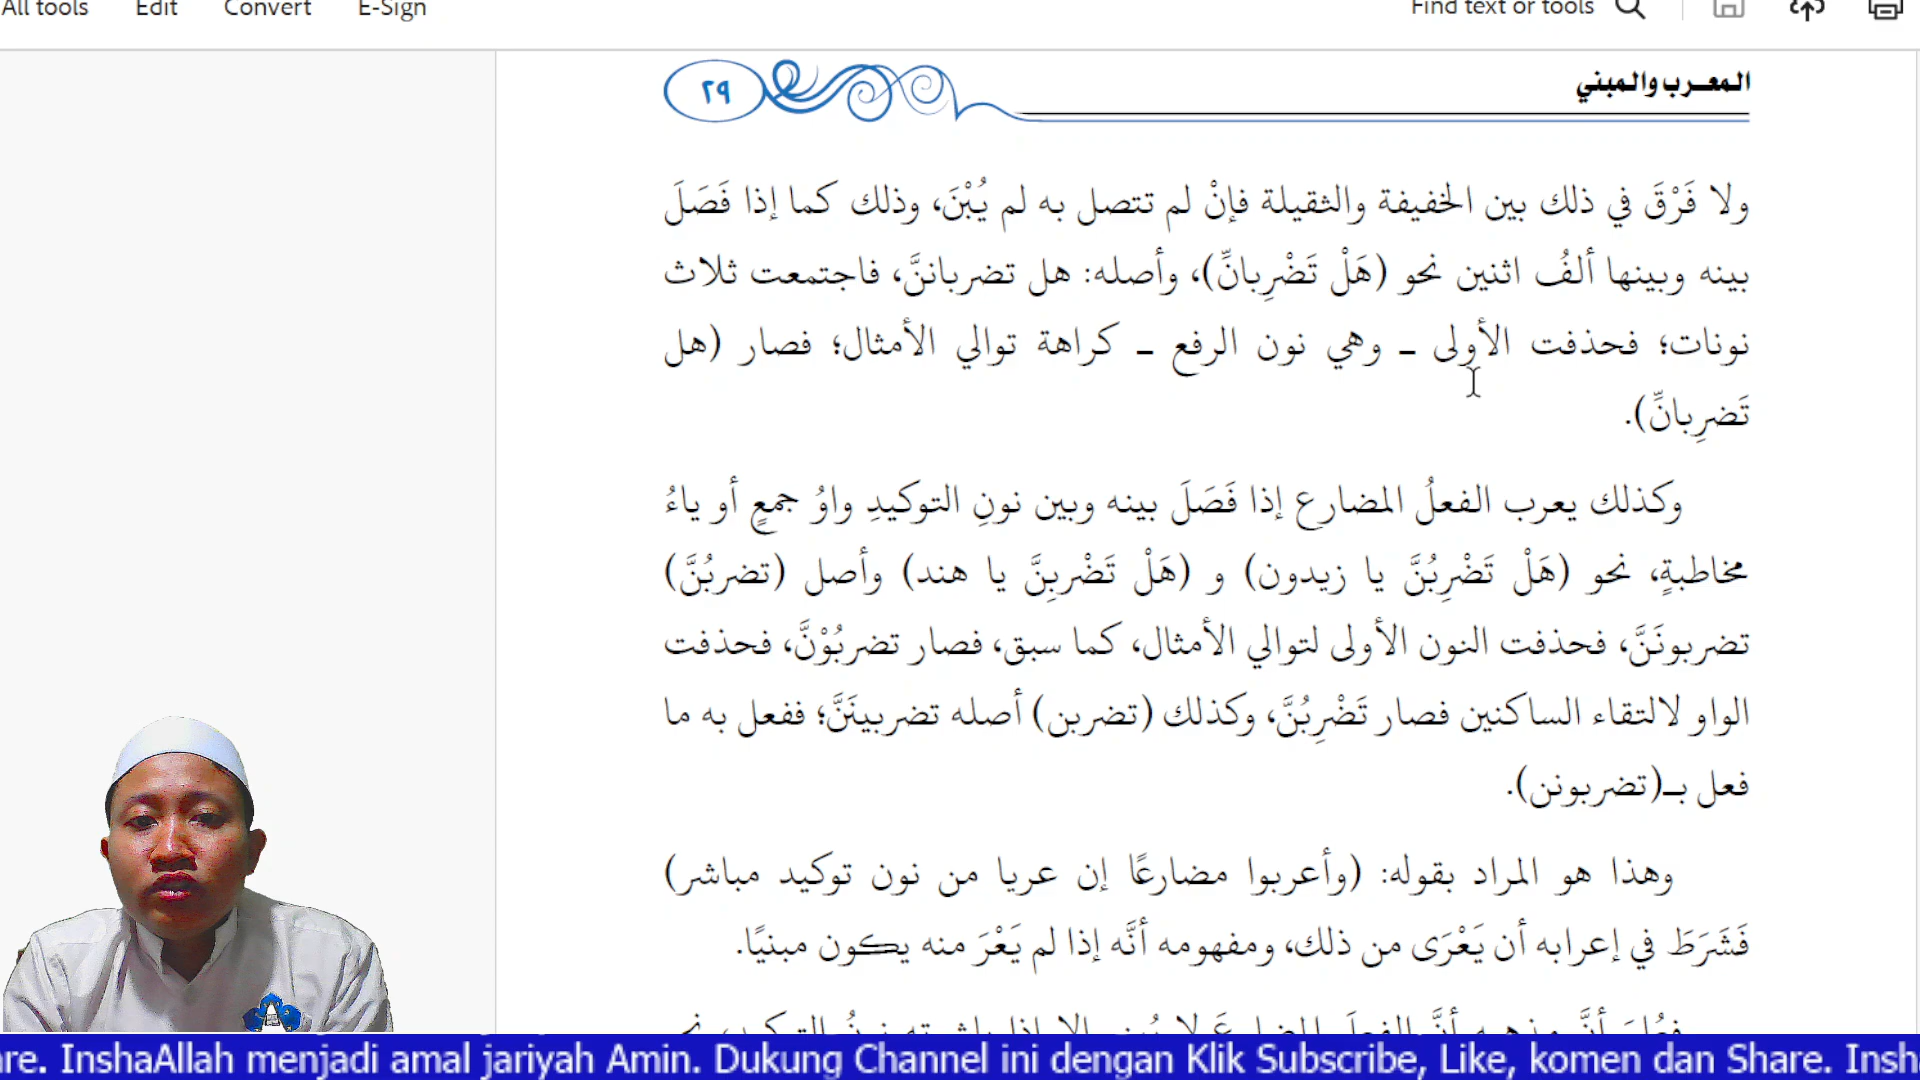 All tools Edit Convert E-Sign Find text or tools
المعرب والمبني ٢٩
ولا فَرْقَ في ذلك بين الخفيفة والثقيلة فإنْ لم تتصل به لم يُبْنَ، وذلك كما إذا فَصَلَ
بينه وبينها ألفُ اثنين نحو (هَلْ تَضْرِبانِّ)، وأصله: هل تضرباننَّ، فاجتمعت ثلاث
نونات؛ فحذفت الأولى ـ وهي نون الرفع ـ كراهة توالي الأمثال؛ فصار (هل
تَضرِبانِّ).
وكذلك يعرب الفعلُ المضارع إذا فَصَلَ بينه وبين نونِ التوكيدِ واوُ جمعٍ أو ياءُ
مخاطبةٍ، نحو (هَلْ تَضْرِبُنَّ يا زيدون) و (هَلْ تَضْرِبِنَّ يا هند) وأصل (تضربُنَّ)
تضربونَنَّ، فحذفت النون الأولى لتوالي الأمثال، كما سبق، فصار تضربُوْنَّ، فحذفت
الواو لالتقاء الساكنين فصار تَضْرِبُنَّ، وكذلك (تضربن) أصله تضربينَنَّ؛ ففعل به ما
فعل بـ(تضربونن).
وهذا هو المراد بقوله: (وأعربوا مضارعًا إن عريا من نون توكيد مباشر)
فَشَرَطَ في إعرابه أن يَعْرَى من ذلك، ومفهومه أنَّه إذا لم يَعْرَ منه يكون مبنيًا.
re. InshaAllah menjadi amal jariyah Amin. Dukung Channel ini dengan Klik Subscribe, Like, komen dan Share. Insh